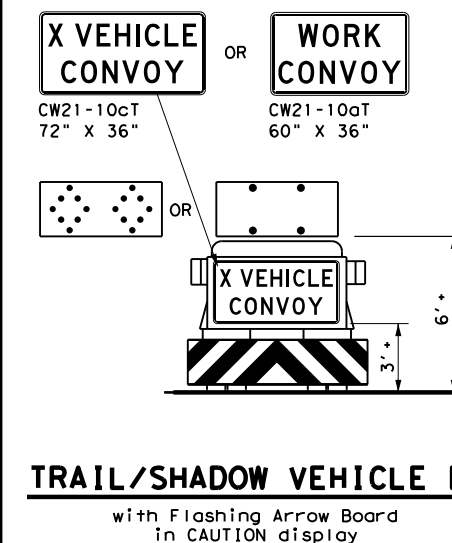 X VEHICLE
CONVOY
OR
WORK
CONVOY
CW21-10cT
72" X 36"
CW21-10aT
60" X 36"
OR
X VEHICLE
CONVOY
6' +
3' +
TRAIL/SHADOW VEHICLE
with Flashing Arrow Board
in CAUTION display